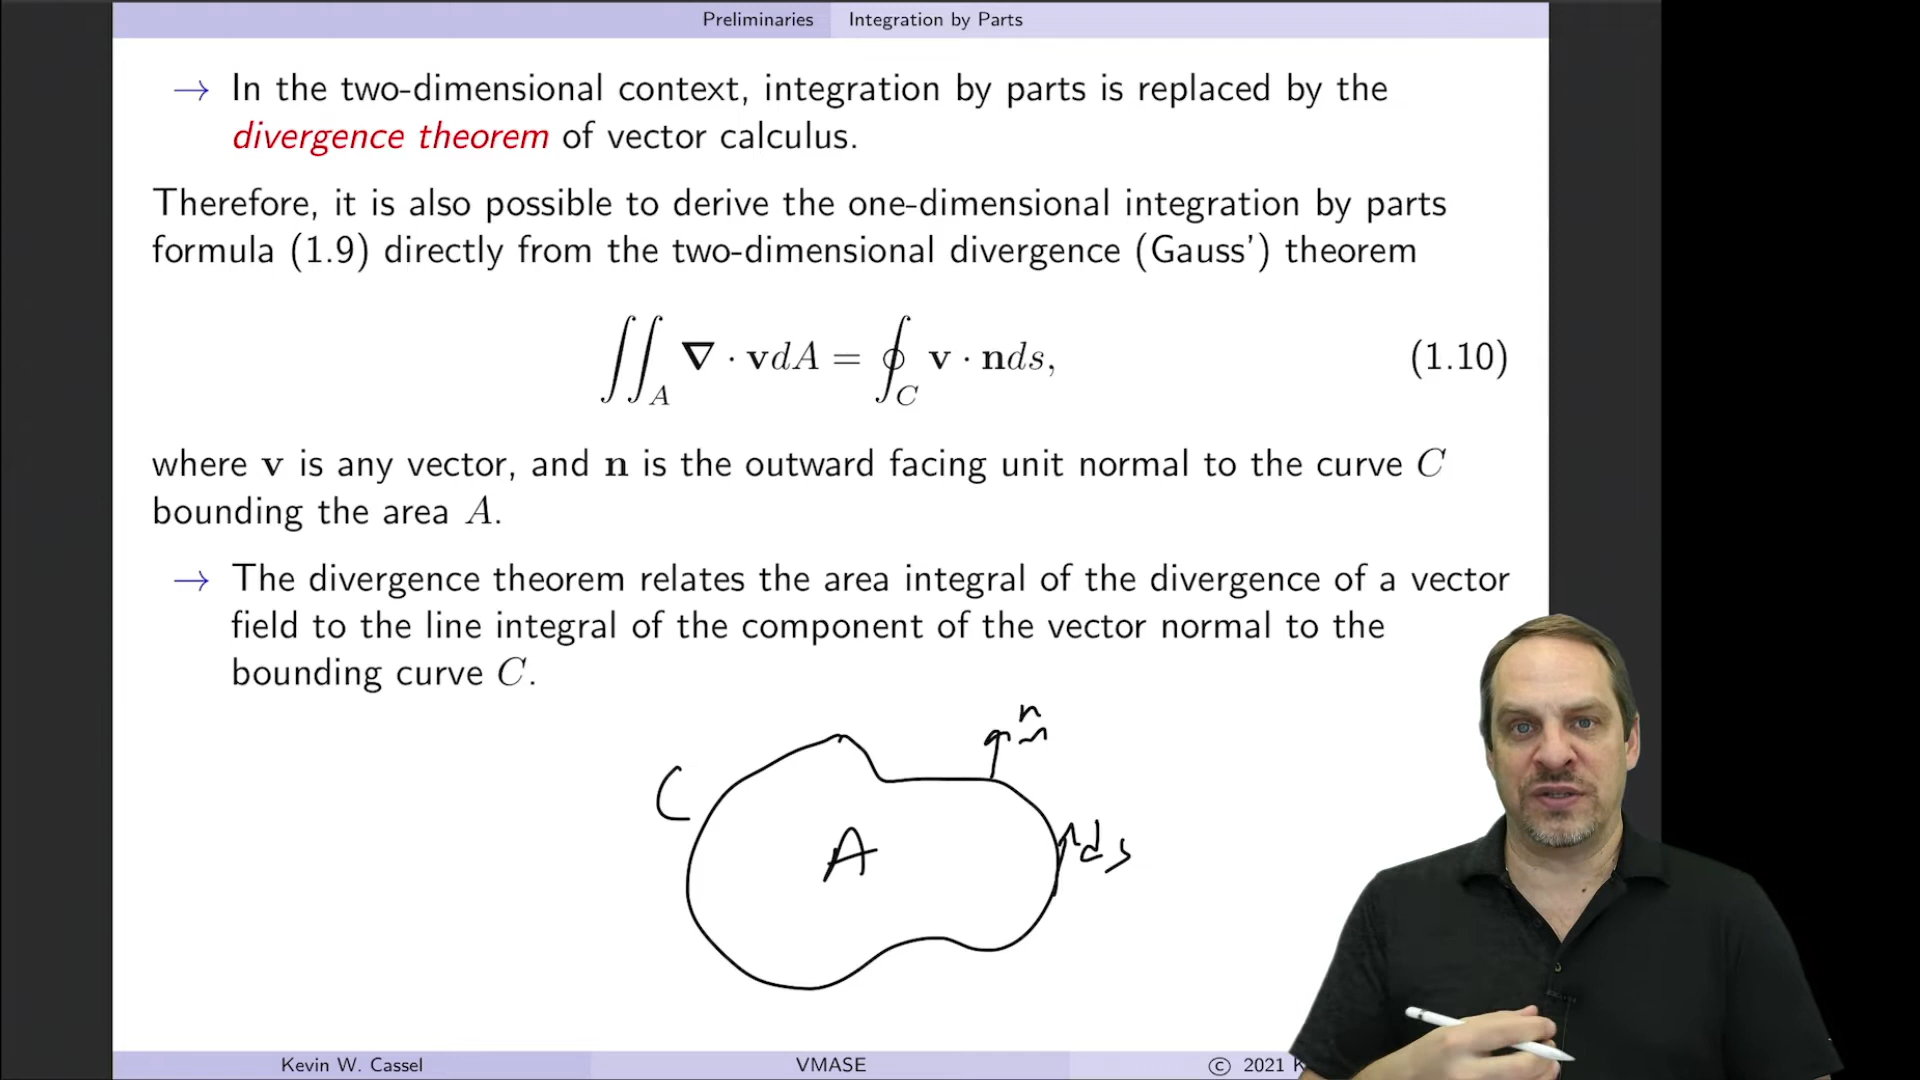 Preliminaries Integration by Parts
→ In the two-dimensional context, integration by parts is replaced by the
divergence theorem of vector calculus.
Therefore, it is also possible to derive the one-dimensional integration by parts
formula (1.9) directly from the two-dimensional divergence (Gauss') theorem
∬_A ∇ · v dA = ∮_C v · n ds, (1.10)
where v is any vector, and n is the outward facing unit normal to the curve C
bounding the area A.
→ The divergence theorem relates the area integral of the divergence of a vector
field to the line integral of the component of the vector normal to the
bounding curve C.
n
C
A
ds
Kevin W. Cassel VMASE © 2021 K